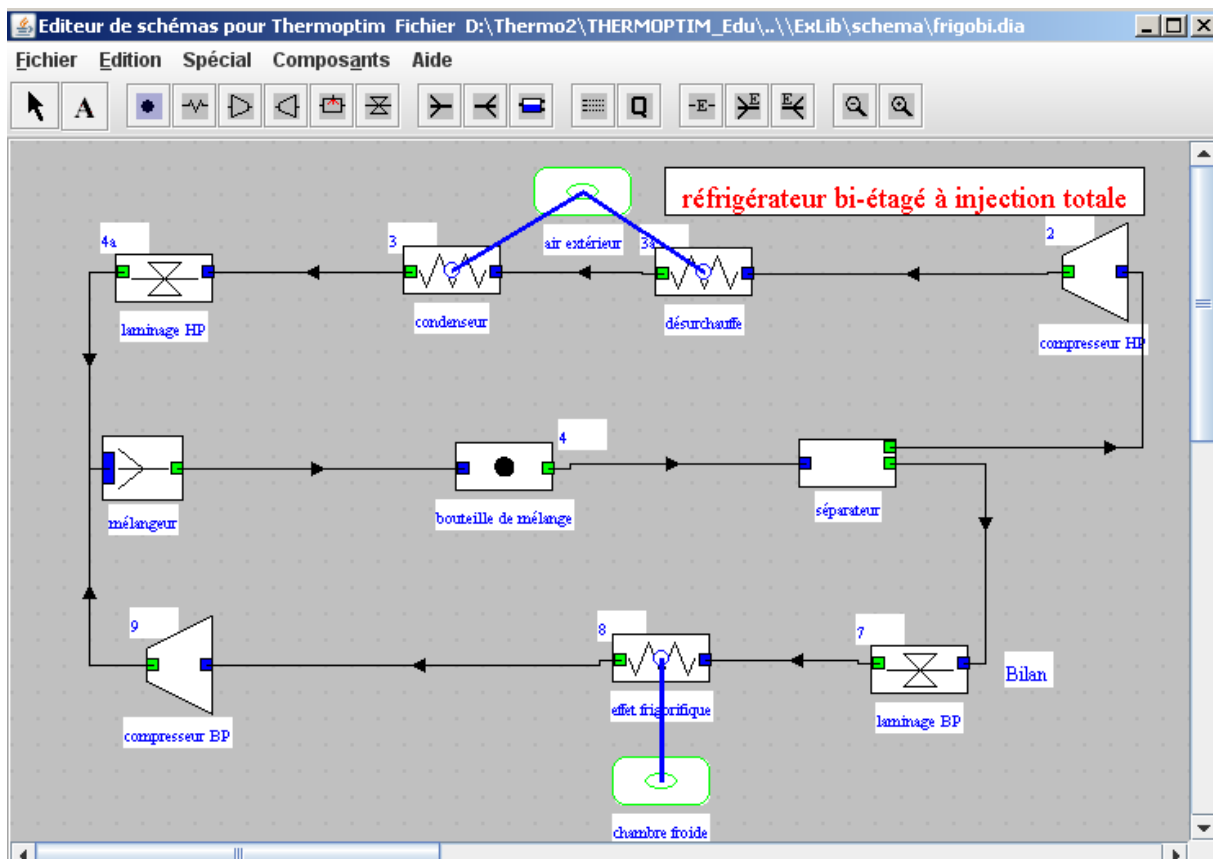 Editeur de schémas pour Thermoptim  Fichier  D:\Thermo2\THERMOPTIM_Edu\..\\ExLib\schema\frigobi.dia
Fichier Edition Spécial Composants Aide
A Q -E- E E
réfrigérateur bi-étagé à injection totale
4a
3
air extérieur
3a
2
laminage HP
condenseur
désurchauffe
compresseur HP
4
mélangeur
bouteille de mélange
séparateur
9
8
7
Bilan
compresseur BP
effet frigorifique
laminage BP
chambre froide